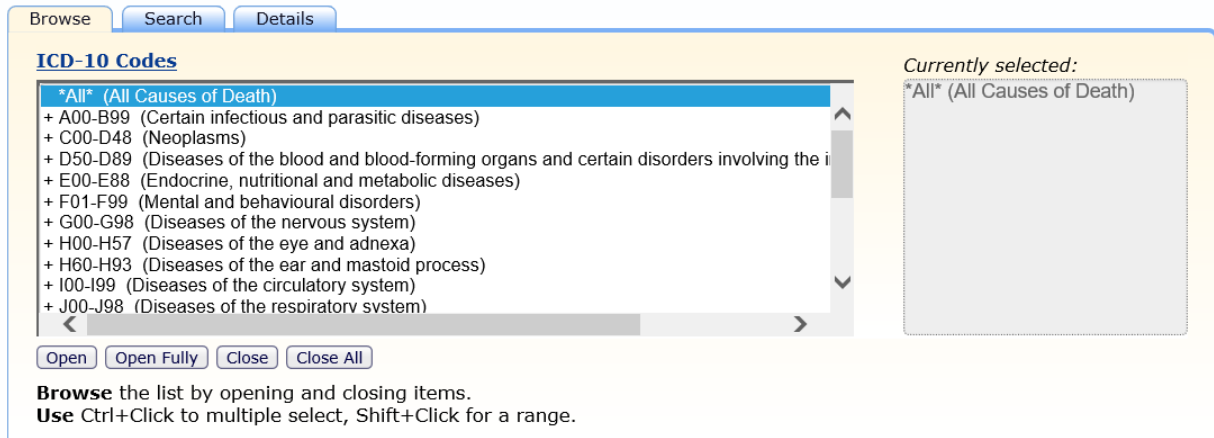 Browse Search Details
ICD-10 Codes
Currently selected:
*All* (All Causes of Death)
*All* (All Causes of Death)
+ A00-B99 (Certain infectious and parasitic diseases)
+ C00-D48 (Neoplasms)
+ D50-D89 (Diseases of the blood and blood-forming organs and certain disorders involving the i
+ E00-E88 (Endocrine, nutritional and metabolic diseases)
+ F01-F99 (Mental and behavioural disorders)
+ G00-G98 (Diseases of the nervous system)
+ H00-H57 (Diseases of the eye and adnexa)
+ H60-H93 (Diseases of the ear and mastoid process)
+ I00-I99 (Diseases of the circulatory system)
+ J00-J98 (Diseases of the respiratory system)
Open Open Fully Close Close All
Browse the list by opening and closing items.
Use Ctrl+Click to multiple select, Shift+Click for a range.